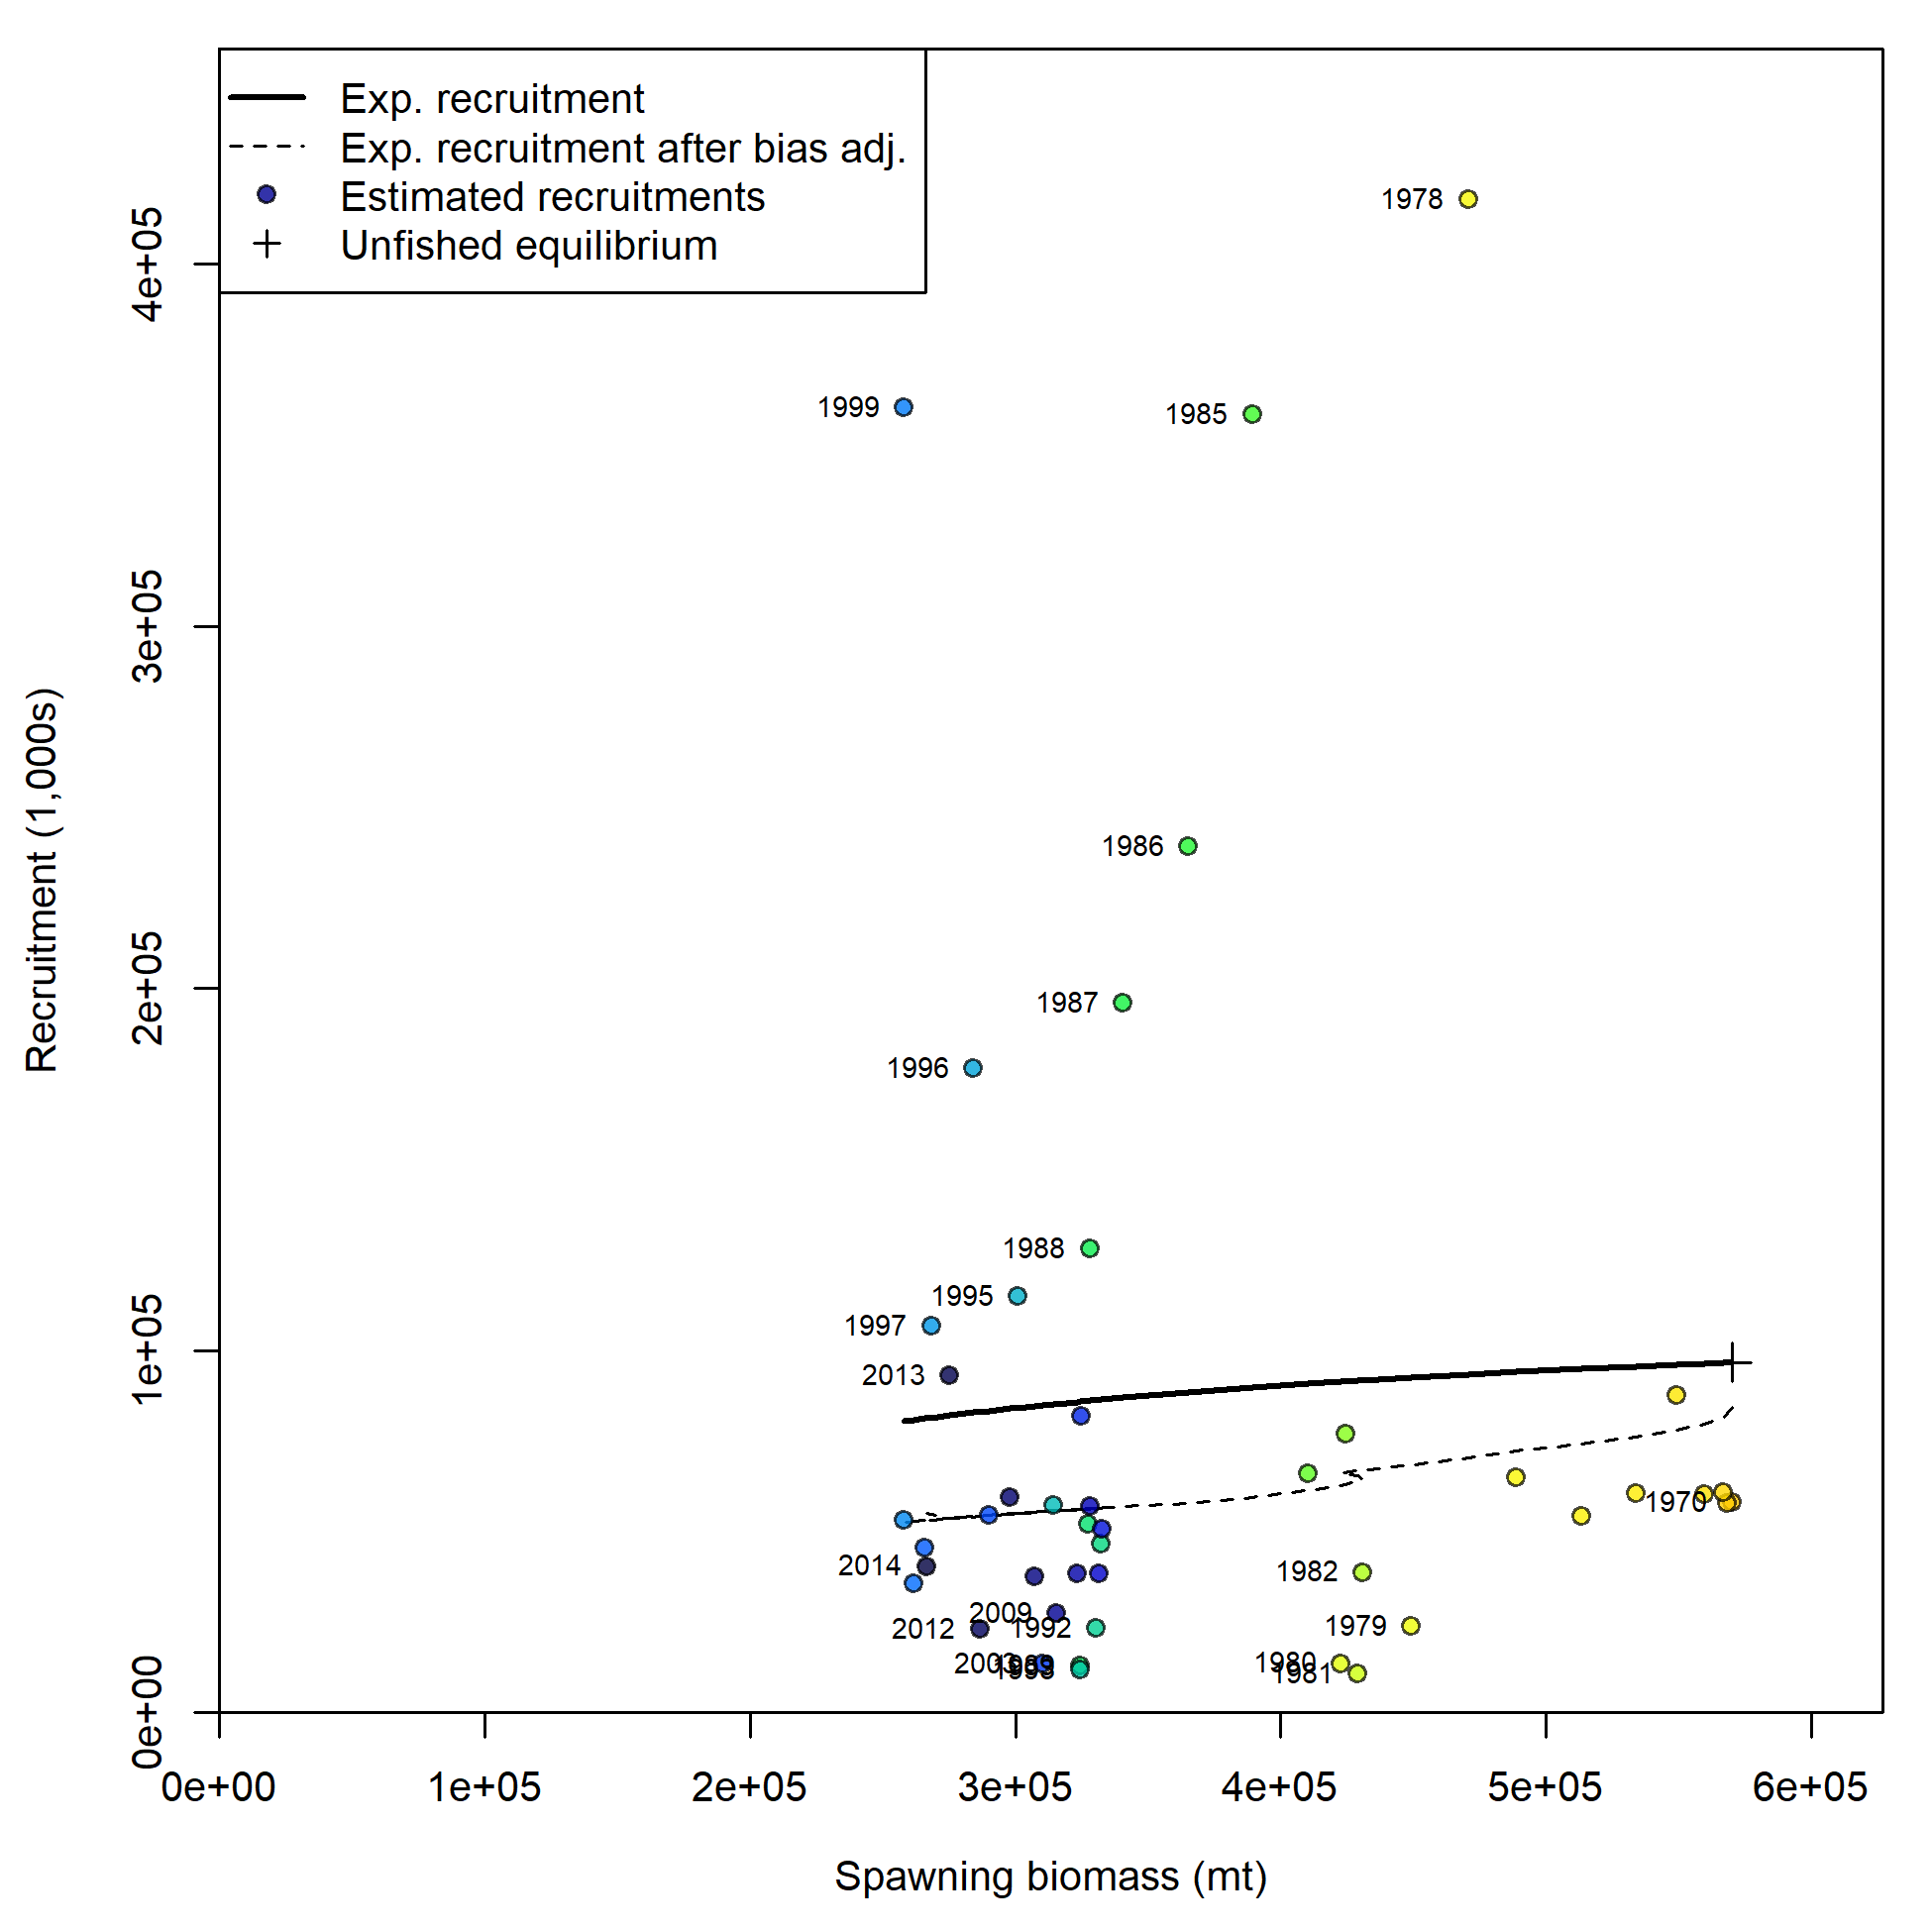 Exp. recruitment
Exp. recruitment after bias adj.
Estimated recruitments
Unfished equilibrium
Recruitment (1,000s)
4e+05
3e+05
2e+05
1e+05
0e+00
1978
1999
1985
1986
1987
1996
1988
1995
1997
2013
1970
2014
1982
2009
1979
2012
1992
2003
1980
1981
0e+00 1e+05 2e+05 3e+05 4e+05 5e+05 6e+05
Spawning biomass (mt)